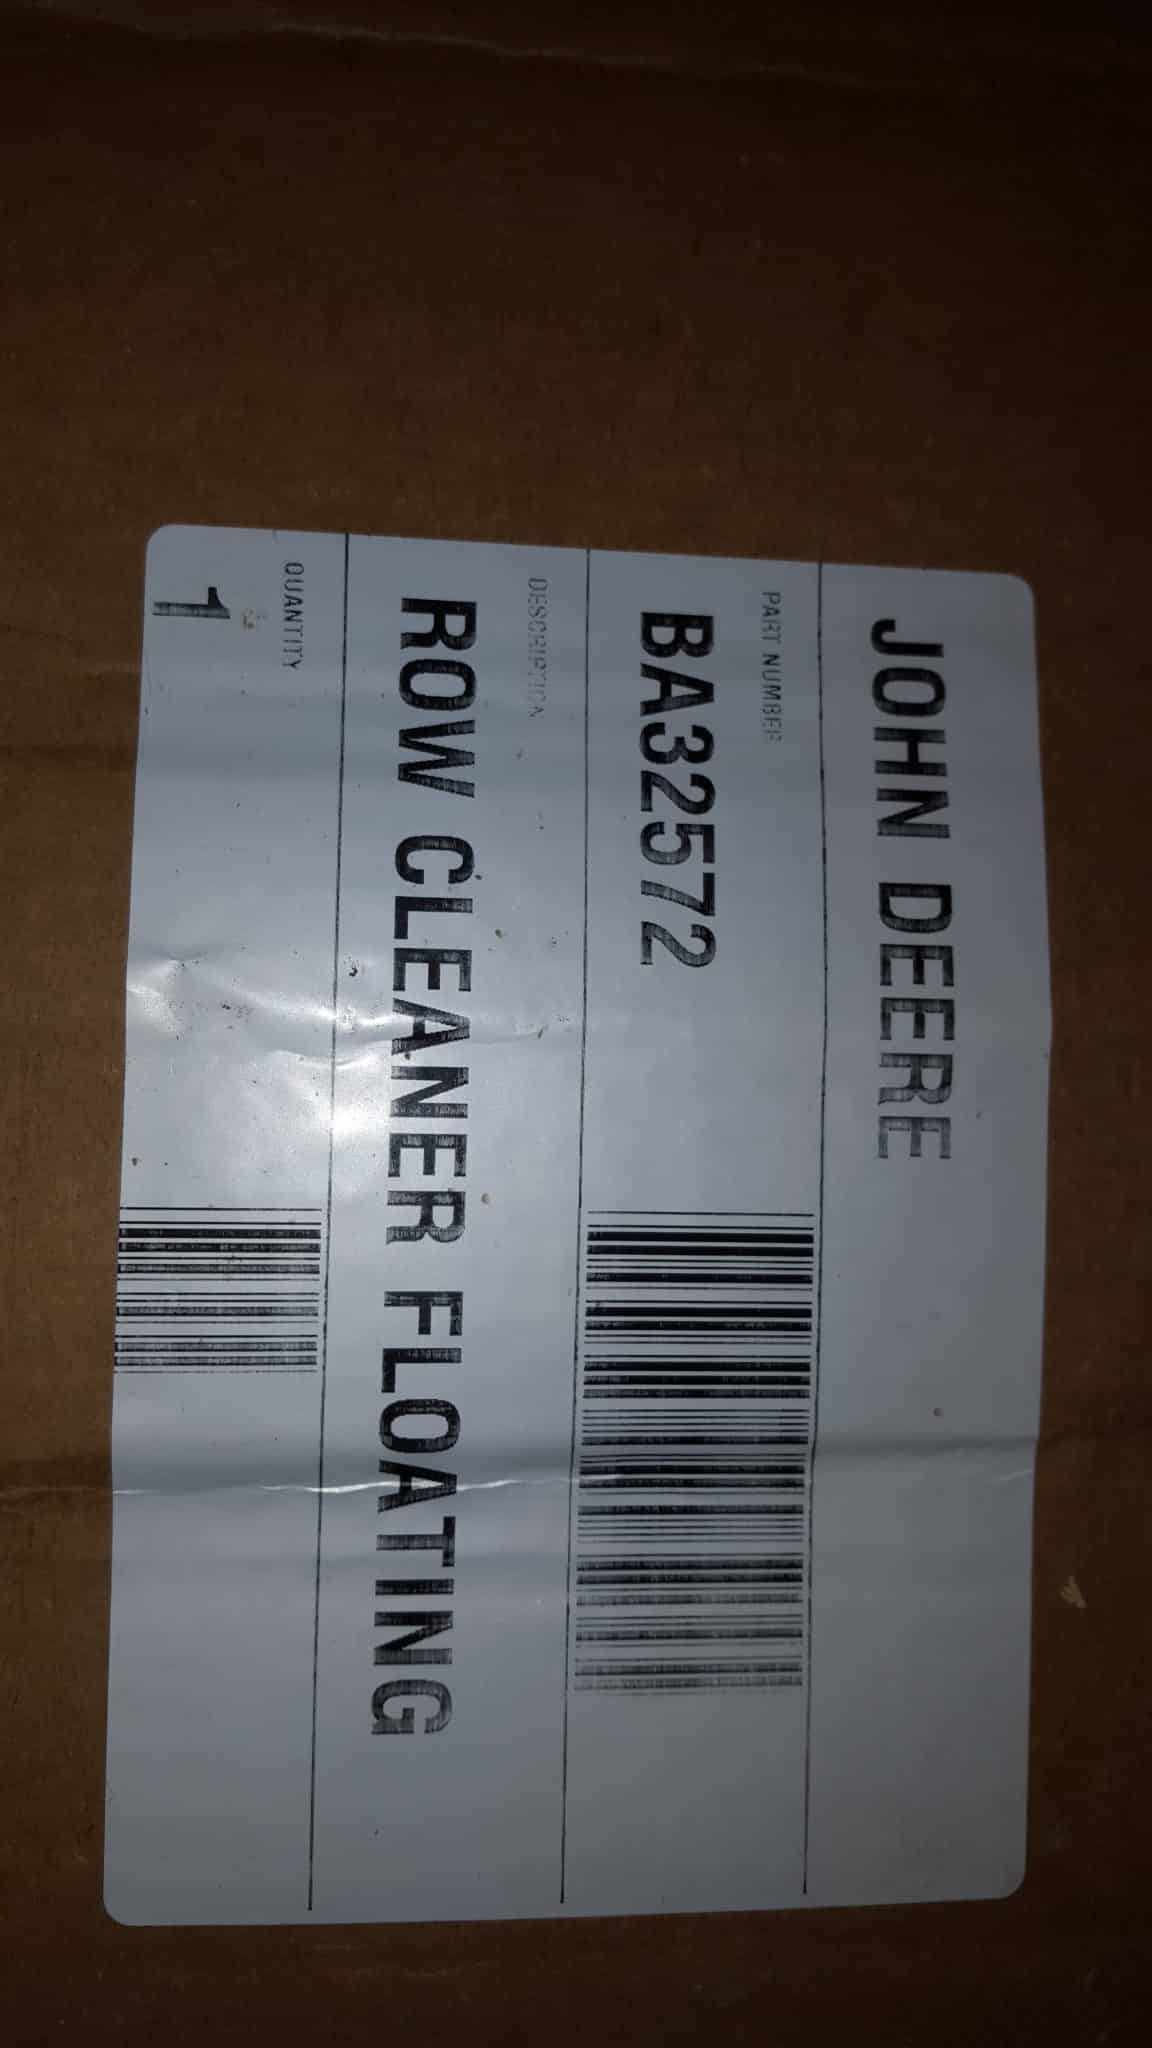 JOHN DEERE
PART NUMBER
BA32572
DESCRIPTION
ROW CLEANER FLOATING
QUANTITY
1